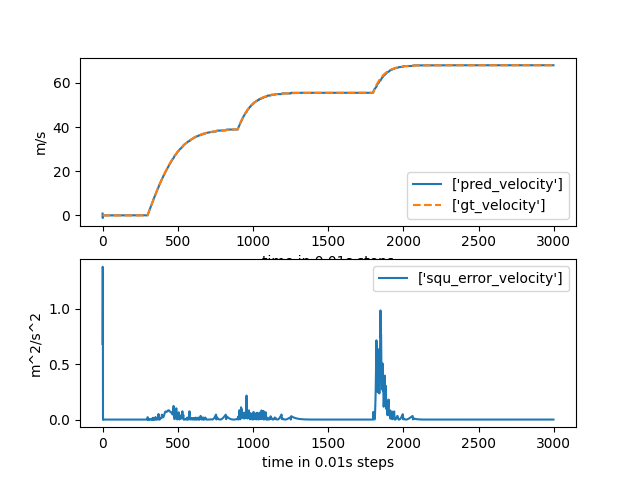 60
40
20
0
m/s
['pred_velocity']
['gt_velocity']
0 500 1000 1500 2000 2500 3000
time in 0.01s steps
['squ_error_velocity']
1.0
0.5
0.0
m^2/s^2
0 500 1000 1500 2000 2500 3000
time in 0.01s steps